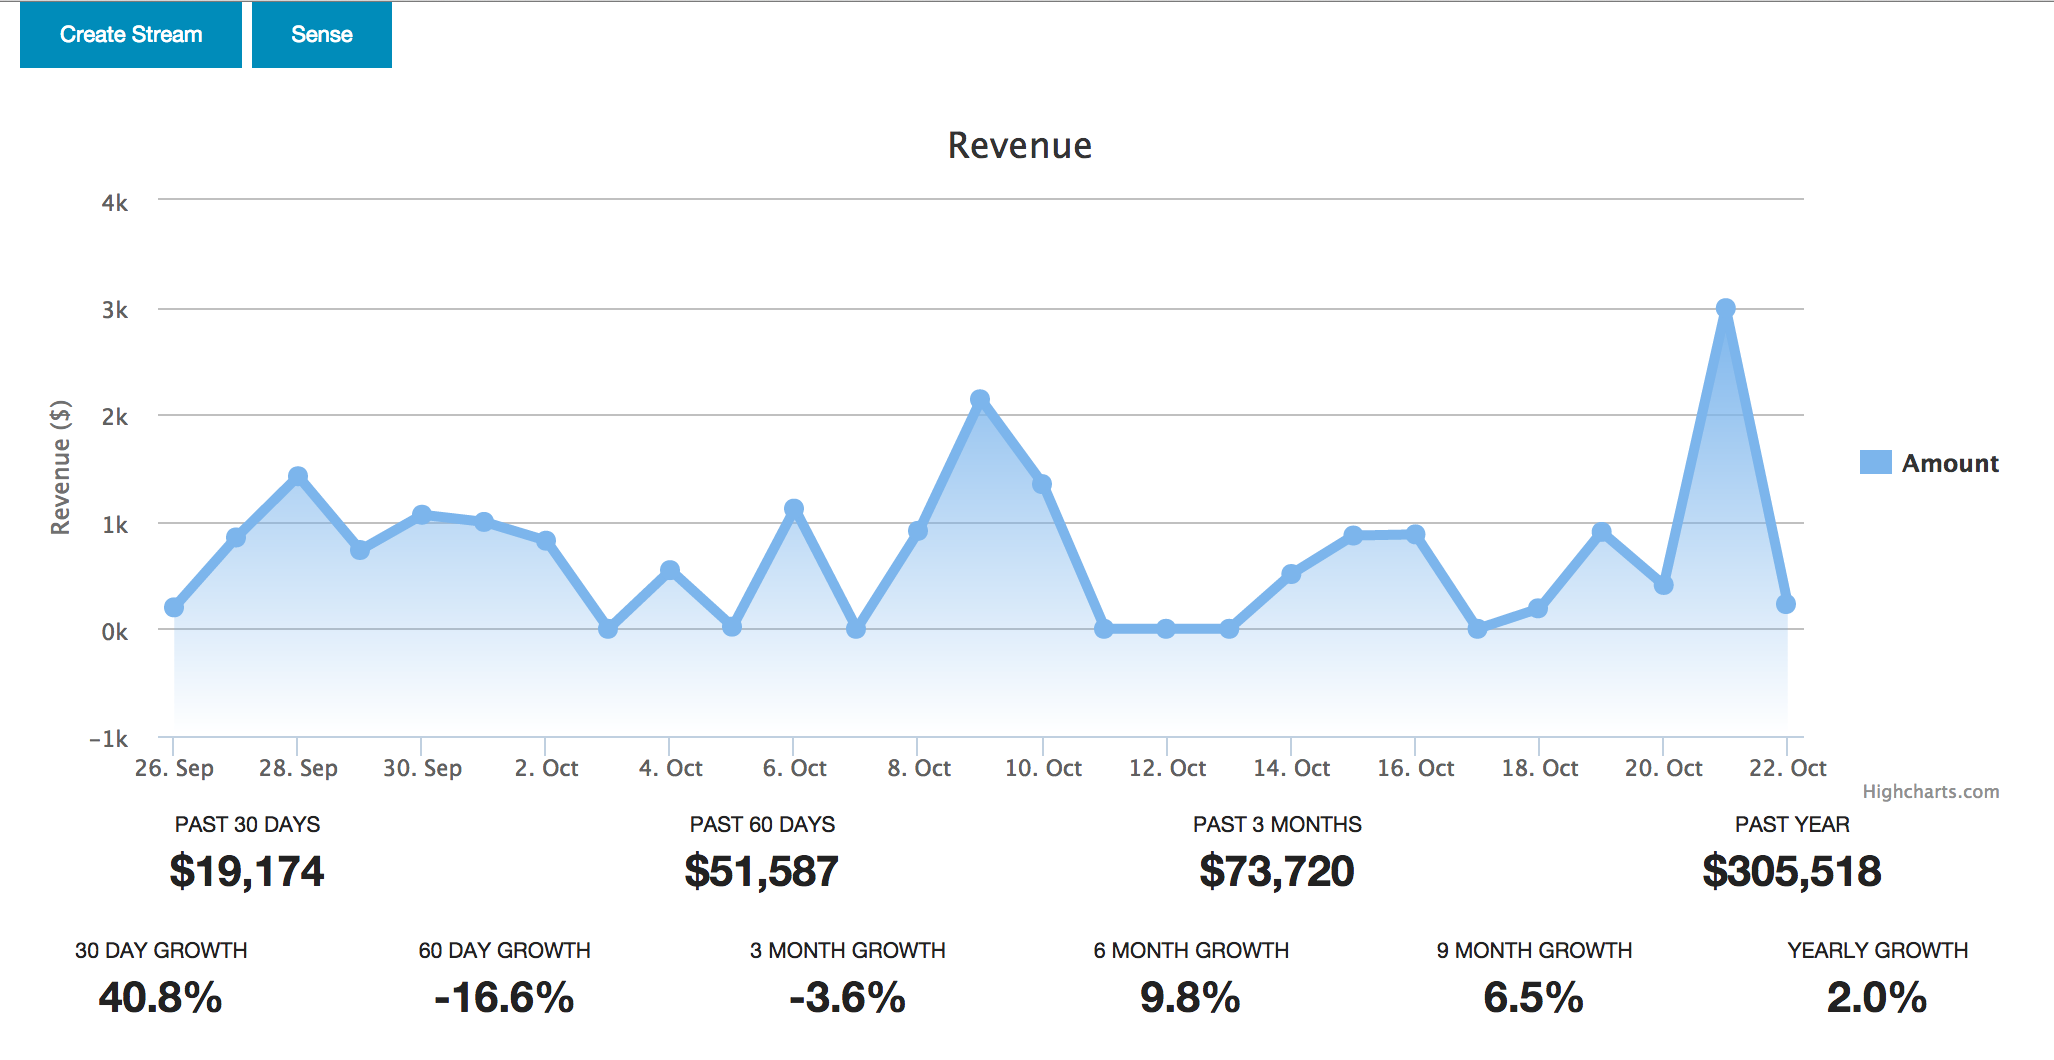 Create Stream Sense
Revenue
4k
3k
2k
1k
0k
-1k
Revenue ($)
Amount
26. Sep 28. Sep 30. Sep 2. Oct 4. Oct 6. Oct 8. Oct 10. Oct 12. Oct 14. Oct 16. Oct 18. Oct 20. Oct 22. Oct
Highcharts.com
PAST 30 DAYS PAST 60 DAYS PAST 3 MONTHS PAST YEAR
$19,174 $51,587 $73,720 $305,518
30 DAY GROWTH 60 DAY GROWTH 3 MONTH GROWTH 6 MONTH GROWTH 9 MONTH GROWTH YEARLY GROWTH
40.8% -16.6% -3.6% 9.8% 6.5% 2.0%